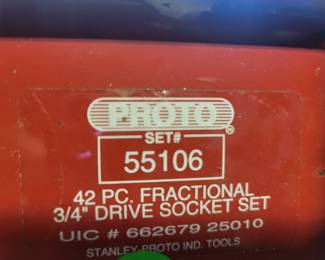 PROTO®
SET#
55106
42 PC. FRACTIONAL
3/4" DRIVE SOCKET SET
UIC # 662679 25010
STANLEY-PROTO IND. TOOLS